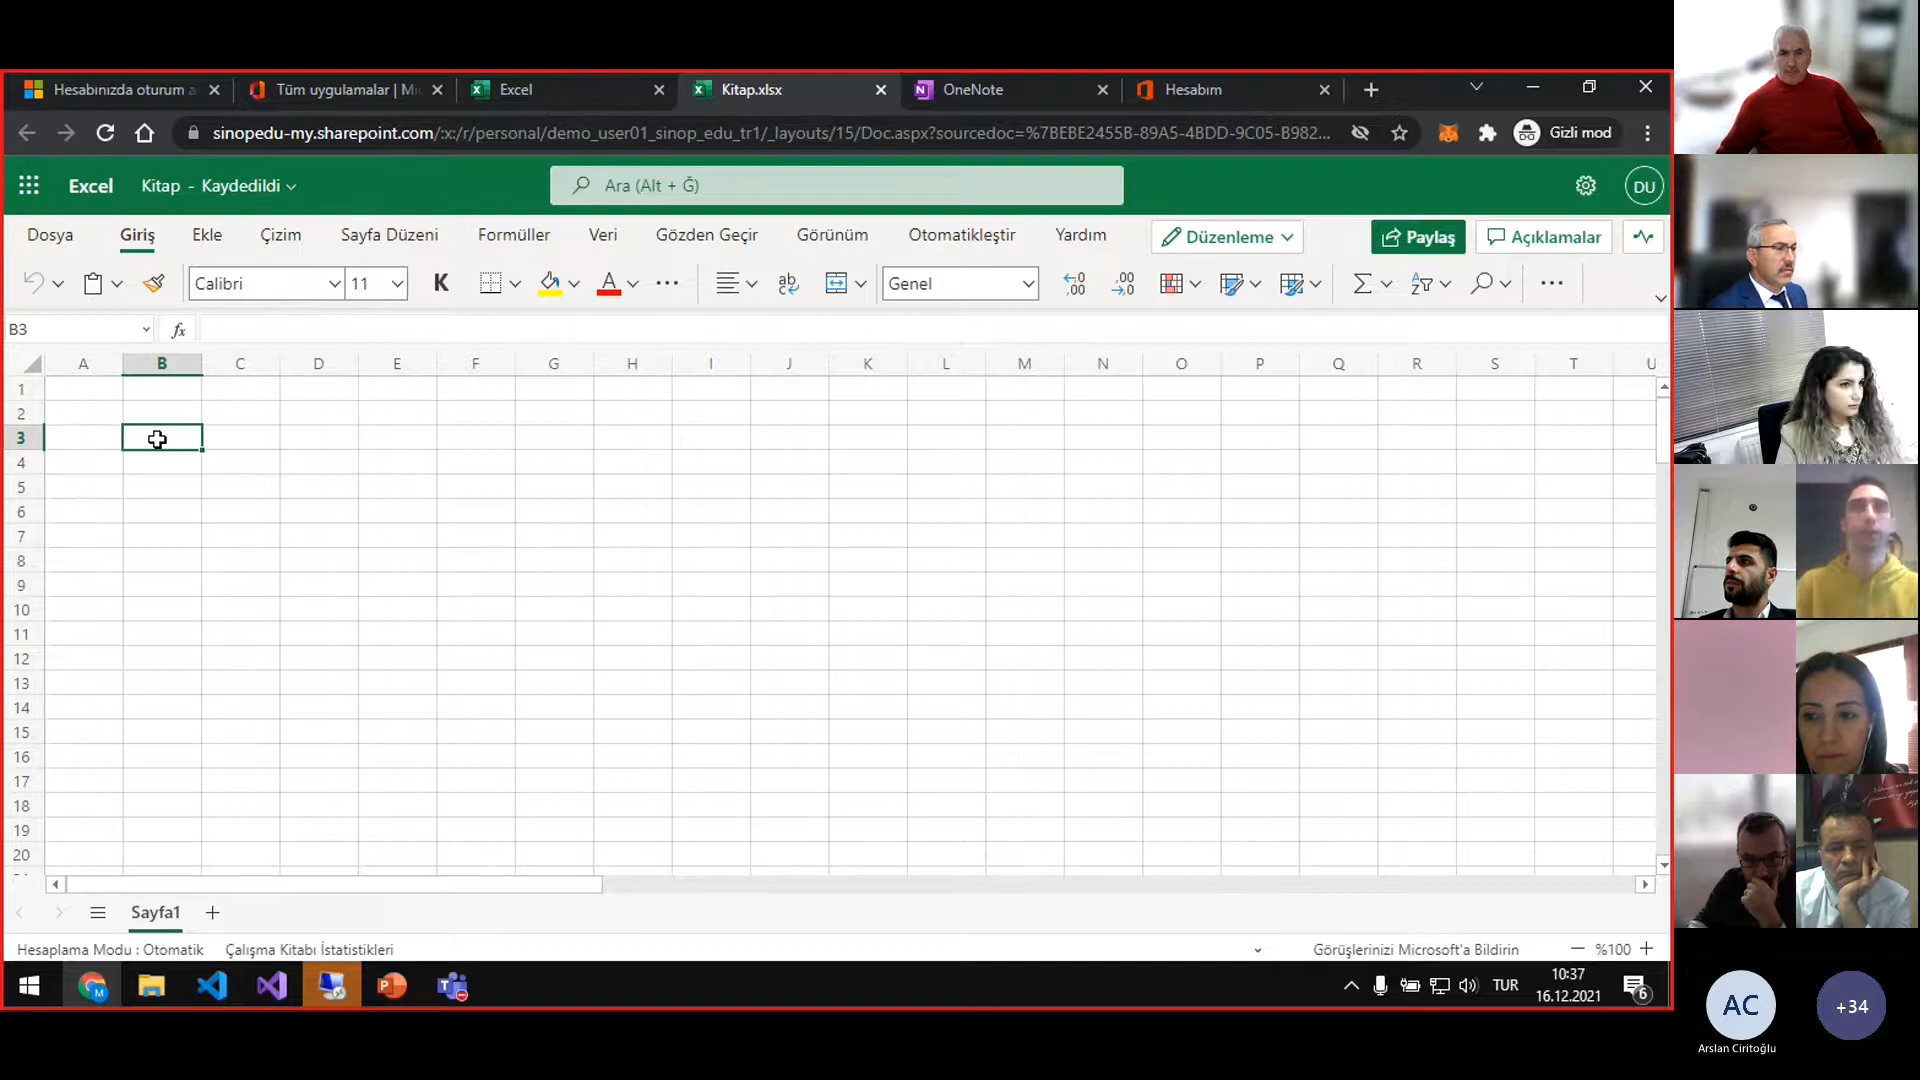 Hesabınızda oturum a
Tüm uygulamalar | Mi
Excel
Kitap.xlsx
OneNote
Hesabım
sinopedu-my.sharepoint.com/:x:/r/personal/demo_user01_sinop_edu_tr1/_layouts/15/Doc.aspx?sourcedoc=%7BEBE2455B-89A5-4BDD-9C05-B982...
Gizli mod
Excel
Kitap - Kaydedildi
Ara (Alt + Ğ)
DU
Dosya
Giriş
Ekle
Çizim
Sayfa Düzeni
Formüller
Veri
Gözden Geçir
Görünüm
Otomatikleştir
Yardım
Düzenleme
Paylaş
Açıklamalar
Calibri
11
K
A
ab
Genel
B3
fx
A B C D E F G H I J K L M N O P Q R S T U
1
2
3
4
5
6
7
8
9
10
11
12
13
14
15
16
17
18
19
20
Sayfa1
Hesaplama Modu : Otomatik
Çalışma Kitabı İstatistikleri
Görüşlerinizi Microsoft'a Bildirin
%100
TUR
10:37
16.12.2021
6
AC
Arslan Ciritoğlu
+34